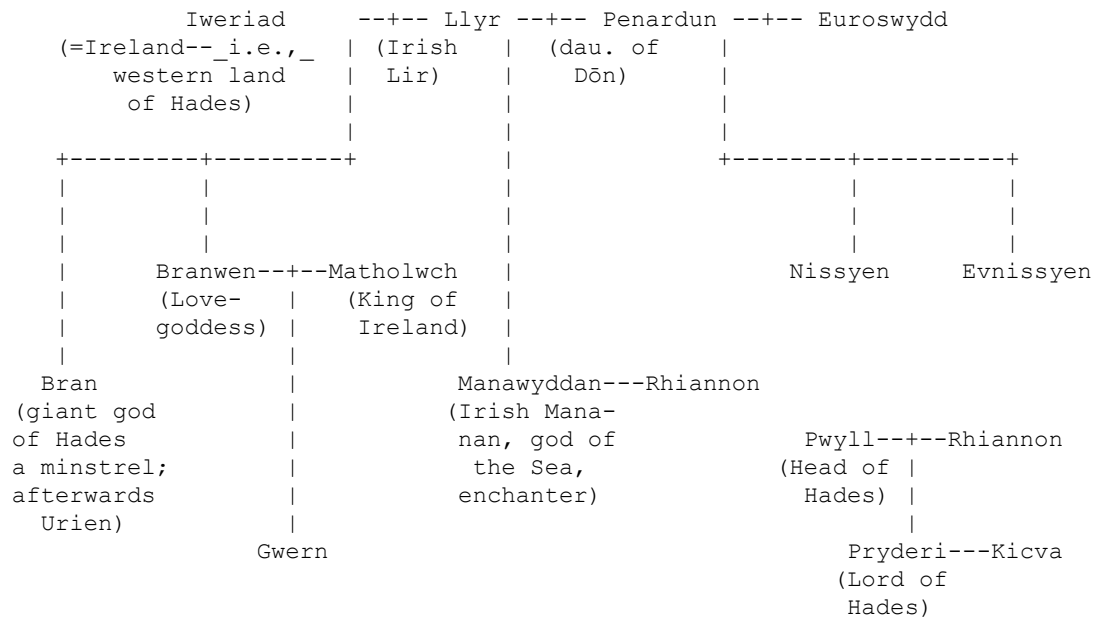 Iweriad --+-- Llyr --+-- Penardun --+-- Euroswydd
(=Ireland--_i.e.,_ | (Irish | (dau. of |
western land | Lir) | Dōn) |
of Hades) | | |
| | |
+---------+---------+ | +--------+----------+
| | | | |
| | | | |
| | | | |
| Branwen--+--Matholwch | Nissyen Evnissyen
| (Love- | (King of |
| goddess) | Ireland) |
| | |
Bran | Manawyddan---Rhiannon
(giant god | (Irish Mana-
of Hades | nan, god of Pwyll--+--Rhiannon
a minstrel; | the Sea, (Head of |
afterwards | enchanter) Hades) |
Urien) | |
Gwern Pryderi---Kicva
(Lord of
Hades)